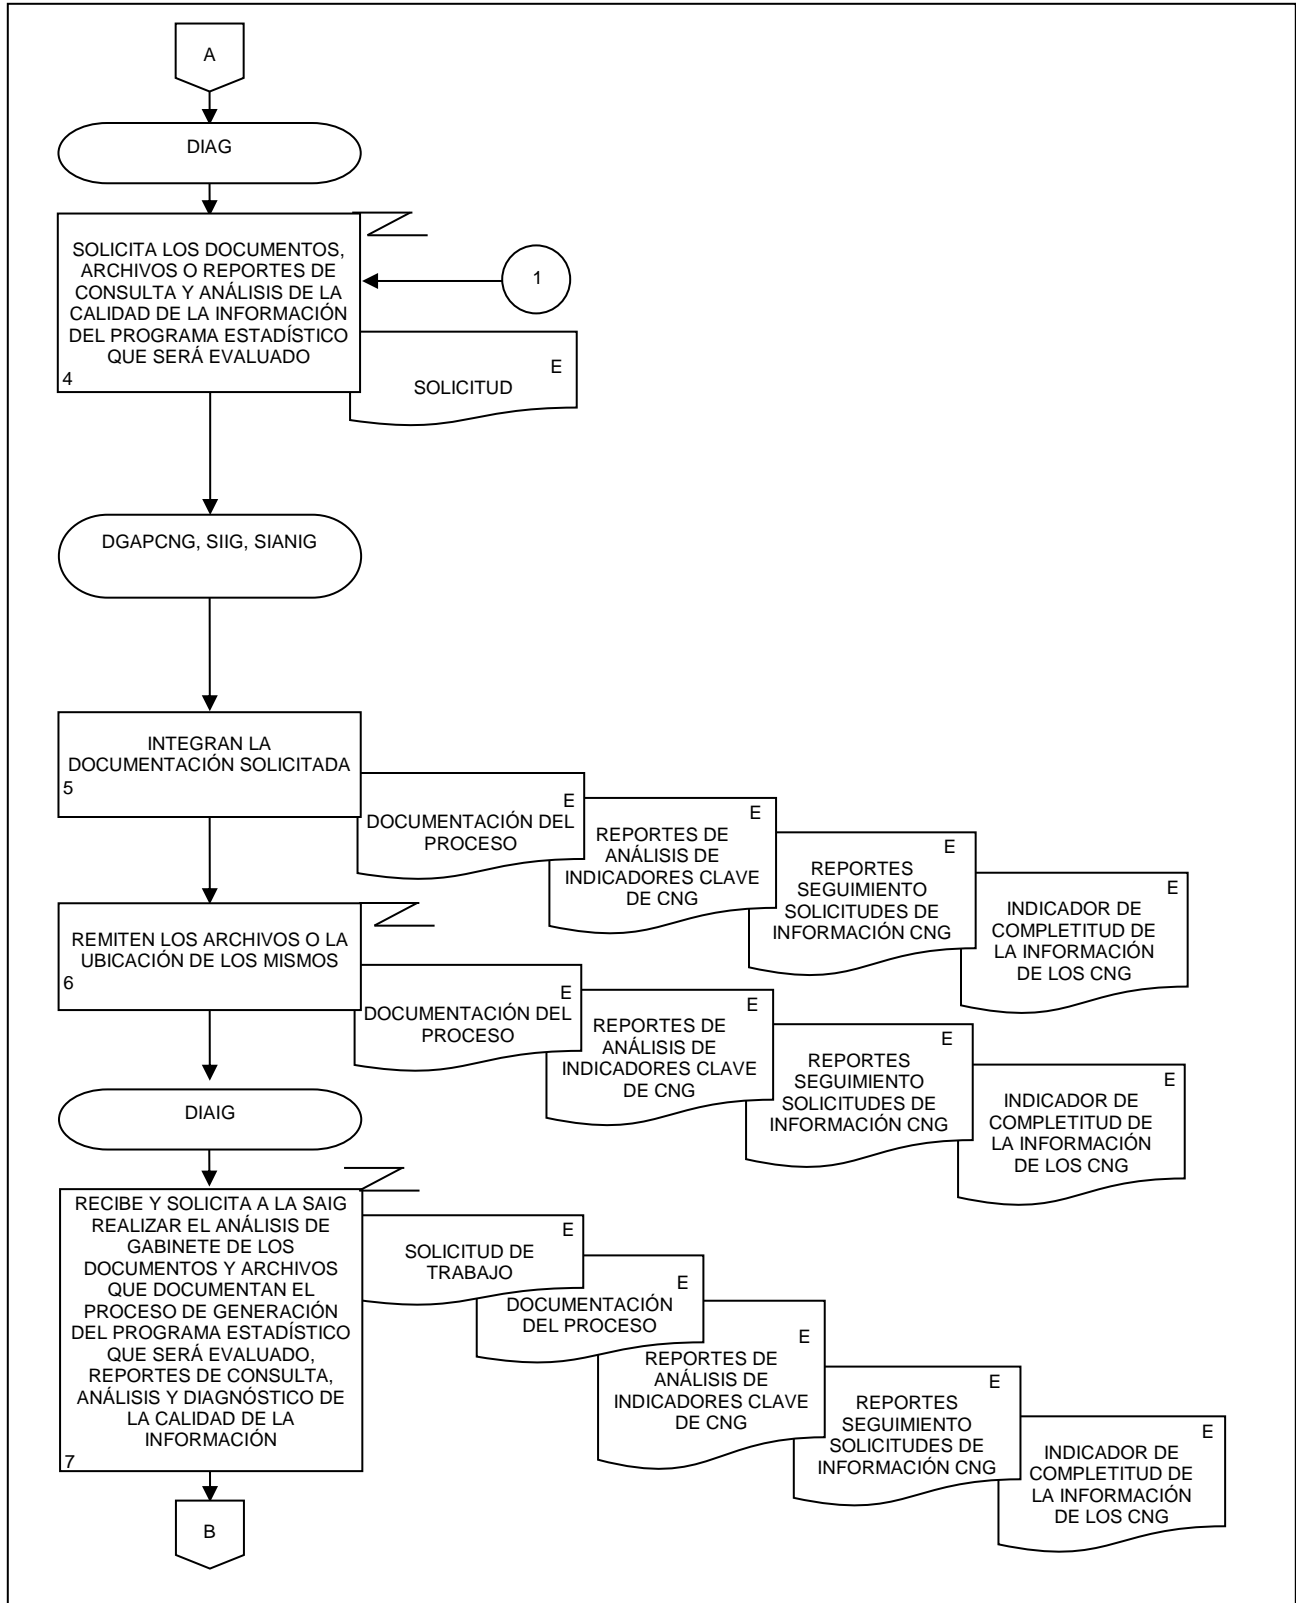 A
DIAG
SOLICITA LOS DOCUMENTOS,
ARCHIVOS O REPORTES DE
CONSULTA Y ANÁLISIS DE LA
CALIDAD DE LA INFORMACIÓN
DEL PROGRAMA ESTADÍSTICO
QUE SERÁ EVALUADO
4
1
E
SOLICITUD
DGAPCNG, SIIG, SIANIG
INTEGRAN LA
DOCUMENTACIÓN SOLICITADA
5
E
DOCUMENTACIÓN DEL
PROCESO
E
REPORTES DE
ANÁLISIS DE
INDICADORES CLAVE
DE CNG
E
REPORTES
SEGUIMIENTO
SOLICITUDES DE
INFORMACIÓN CNG
E
INDICADOR DE
COMPLETITUD DE
LA INFORMACIÓN
DE LOS CNG
REMITEN LOS ARCHIVOS O LA
UBICACIÓN DE LOS MISMOS
6
E
DOCUMENTACIÓN DEL
PROCESO
E
REPORTES DE
ANÁLISIS DE
INDICADORES CLAVE
DE CNG
E
REPORTES
SEGUIMIENTO
SOLICITUDES DE
INFORMACIÓN CNG
E
INDICADOR DE
COMPLETITUD DE
LA INFORMACIÓN
DE LOS CNG
DIAIG
RECIBE Y SOLICITA A LA SAIG
REALIZAR EL ANÁLISIS DE
GABINETE DE LOS
DOCUMENTOS Y ARCHIVOS
QUE DOCUMENTAN EL
PROCESO DE GENERACIÓN
DEL PROGRAMA ESTADÍSTICO
QUE SERÁ EVALUADO,
REPORTES DE CONSULTA,
ANÁLISIS Y DIAGNÓSTICO DE
LA CALIDAD DE LA
INFORMACIÓN
7
E
SOLICITUD DE
TRABAJO
E
DOCUMENTACIÓN
DEL PROCESO
E
REPORTES DE
ANÁLISIS DE
INDICADORES CLAVE
DE CNG
E
REPORTES
SEGUIMIENTO
SOLICITUDES DE
INFORMACIÓN CNG
E
INDICADOR DE
COMPLETITUD DE
LA INFORMACIÓN
DE LOS CNG
B